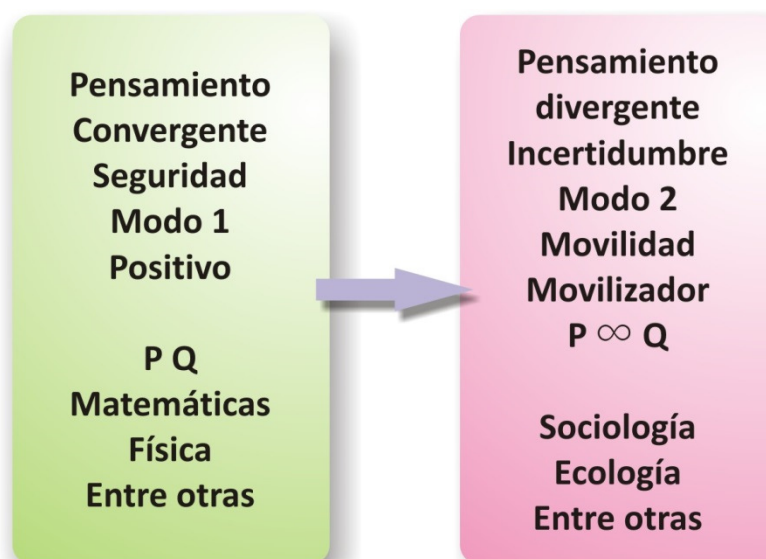 Pensamiento
Convergente
Seguridad
Modo 1
Positivo
P Q
Matemáticas
Física
Entre otras
Pensamiento
divergente
Incertidumbre
Modo 2
Movilidad
Movilizador
P ∞ Q
Sociología
Ecología
Entre otras